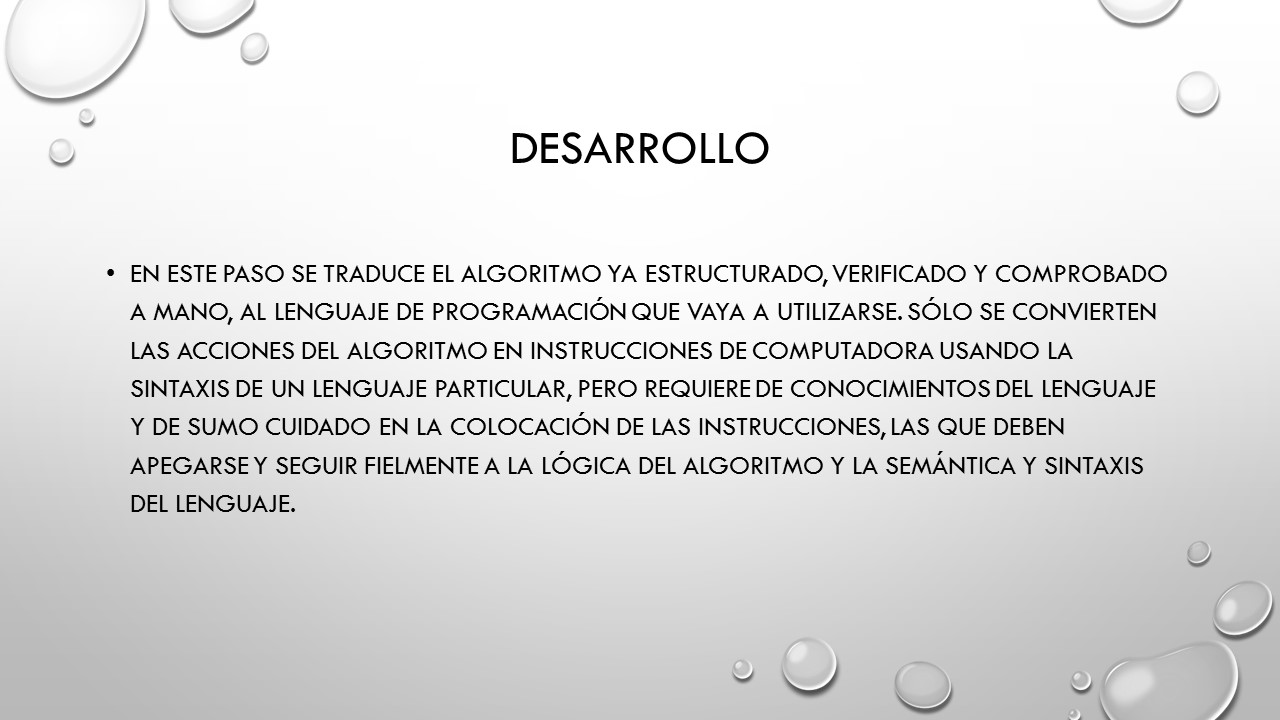 DESARROLLO
• EN ESTE PASO SE TRADUCE EL ALGORITMO YA ESTRUCTURADO, VERIFICADO Y COMPROBADO
A MANO, AL LENGUAJE DE PROGRAMACIÓN QUE VAYA A UTILIZARSE. SÓLO SE CONVIERTEN
LAS ACCIONES DEL ALGORITMO EN INSTRUCCIONES DE COMPUTADORA USANDO LA
SINTAXIS DE UN LENGUAJE PARTICULAR, PERO REQUIERE DE CONOCIMIENTOS DEL LENGUAJE
Y DE SUMO CUIDADO EN LA COLOCACIÓN DE LAS INSTRUCCIONES, LAS QUE DEBEN
APEGARSE Y SEGUIR FIELMENTE A LA LÓGICA DEL ALGORITMO Y LA SEMÁNTICA Y SINTAXIS
DEL LENGUAJE.